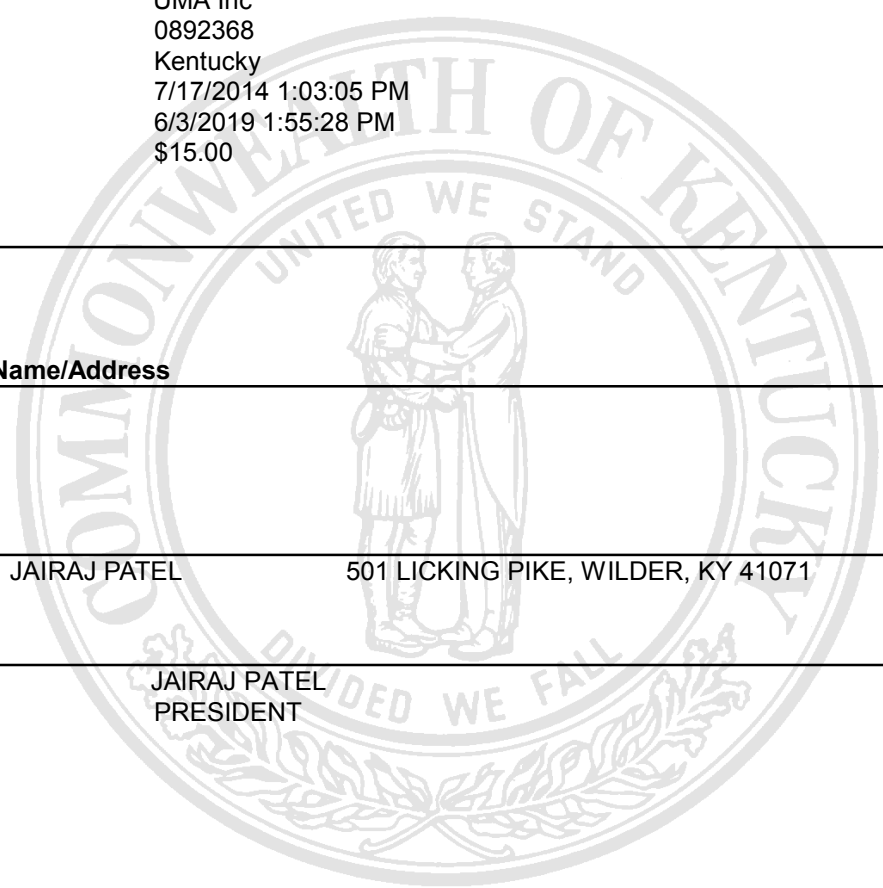 UMA Inc
0892368
Kentucky
7/17/2014 1:03:05 PM
6/3/2019 1:55:28 PM
$15.00
COMMONWEALTH OF KENTUCKY
UNITED WE STAND
Name/Address
JAIRAJ PATEL 501 LICKING PIKE, WILDER, KY 41071
DIVIDED WE FALL
JAIRAJ PATEL
PRESIDENT